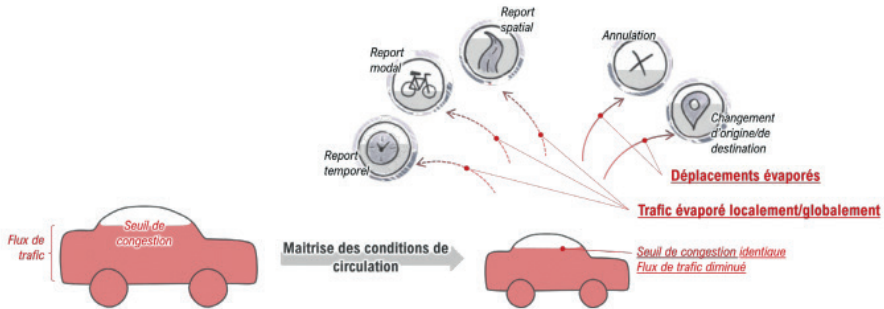 Report
spatial
Report
modal
Annulation
Report
temporel
Changement
d'origine/de
destination
Déplacements évaporés
Trafic évaporé localement/globalement
Flux de
trafic
Seuil de
congestion
Maitrise des conditions de
circulation
Seuil de congestion identique
Flux de trafic diminué